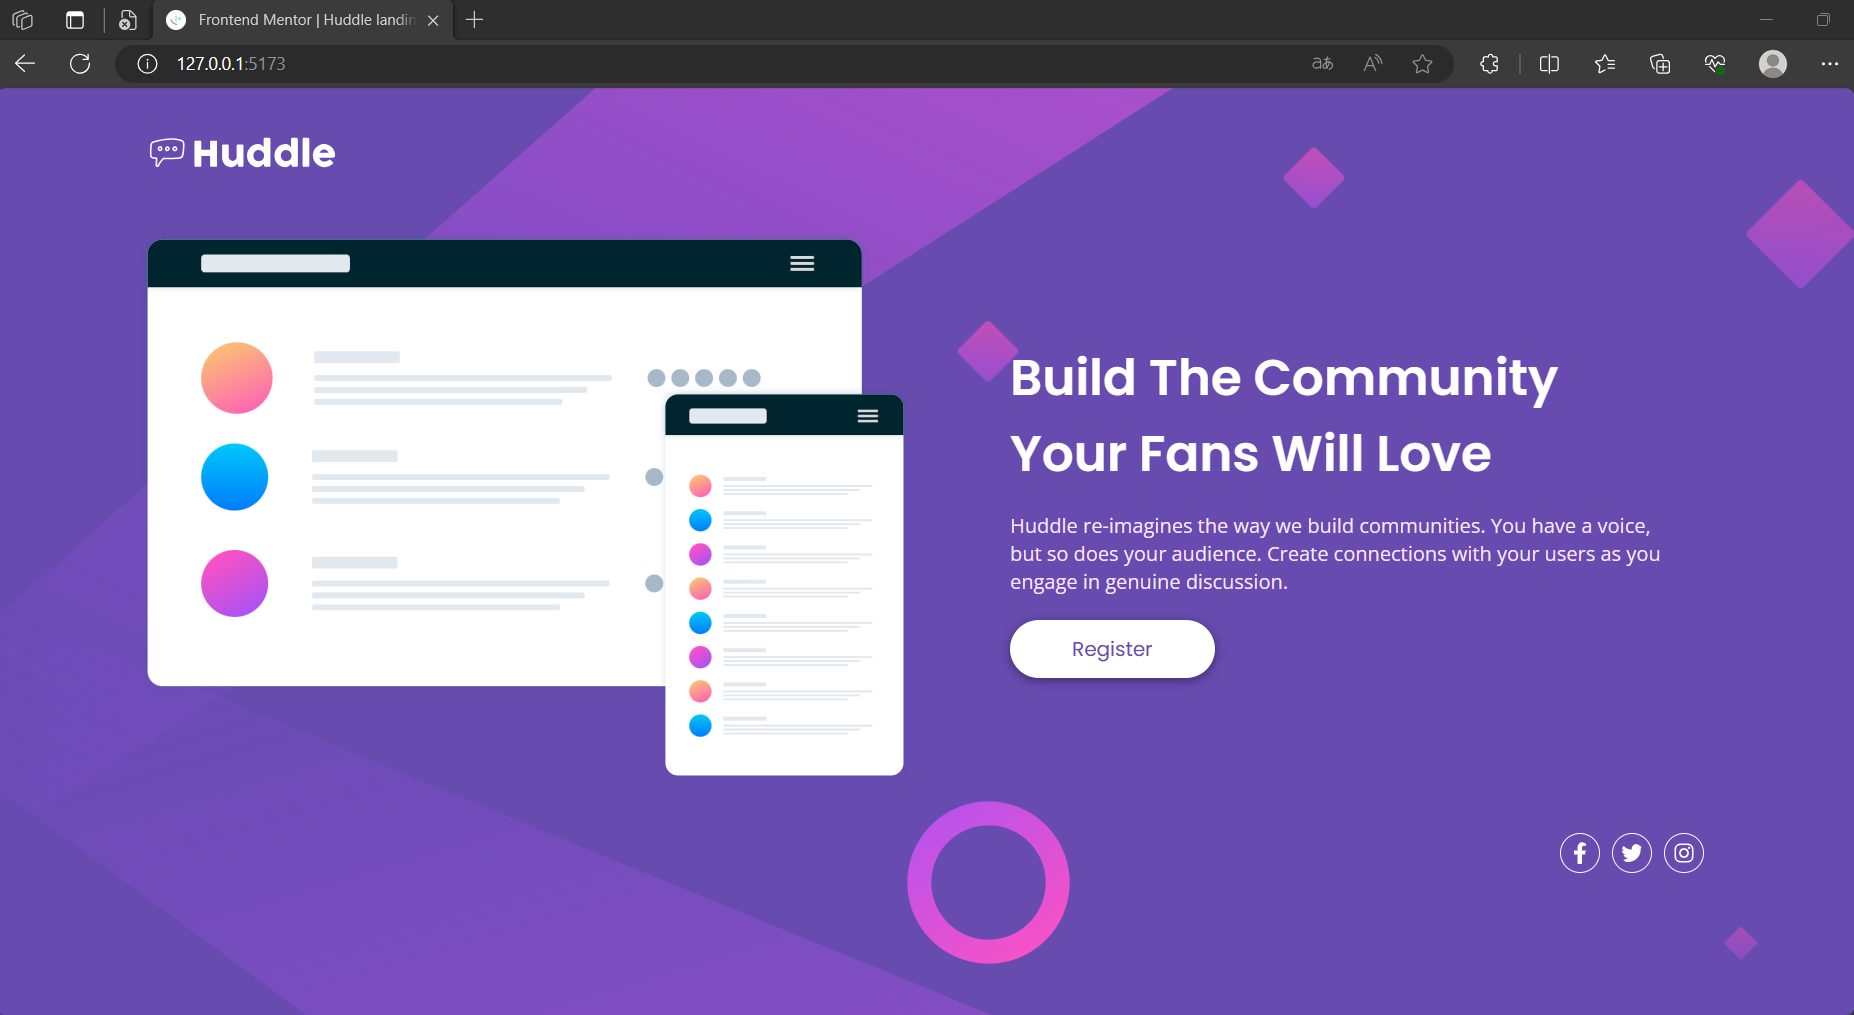 Frontend Mentor | Huddle landin
127.0.0.1:5173
aあ
A
Huddle
Build The Community
Your Fans Will Love
Huddle re-imagines the way we build communities. You have a voice,
but so does your audience. Create connections with your users as you
engage in genuine discussion.
Register